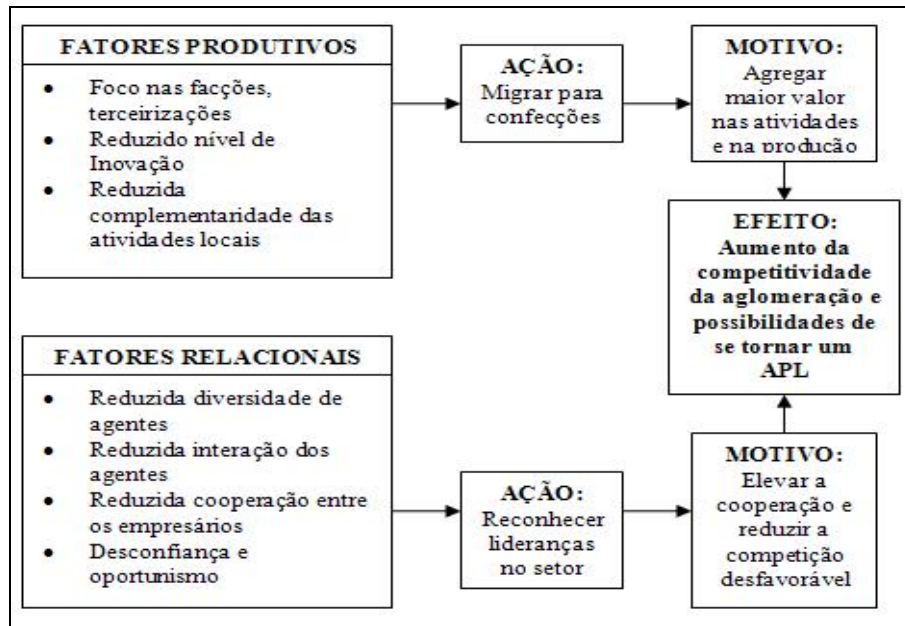 FATORES PRODUTIVOS
• Foco nas facções,
terceirizações
• Reduzido nível de
Inovação
• Reduzida
complementaridade das
atividades locais
AÇÃO:
Migrar para
confecções
MOTIVO:
Agregar
maior valor
nas atividades
e na produção
EFEITO:
Aumento da
competitividade
da aglomeração e
possibilidades de
se tornar um
APL
FATORES RELACIONAIS
• Reduzida diversidade de
agentes
• Reduzida interação dos
agentes
• Reduzida cooperação entre
os empresários
• Desconfiança e
oportunismo
AÇÃO:
Reconhecer
lideranças
no setor
MOTIVO:
Elevar a
cooperação e
reduzir a
competição
desfavorável